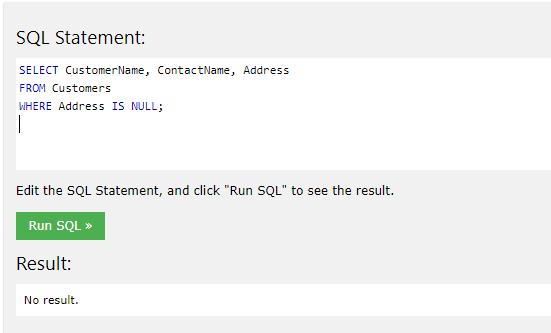 SQL Statement:
SELECT CustomerName, ContactName, Address
FROM Customers
WHERE Address IS NULL;
Edit the SQL Statement, and click "Run SQL" to see the result.
Run SQL »
Result:
No result.